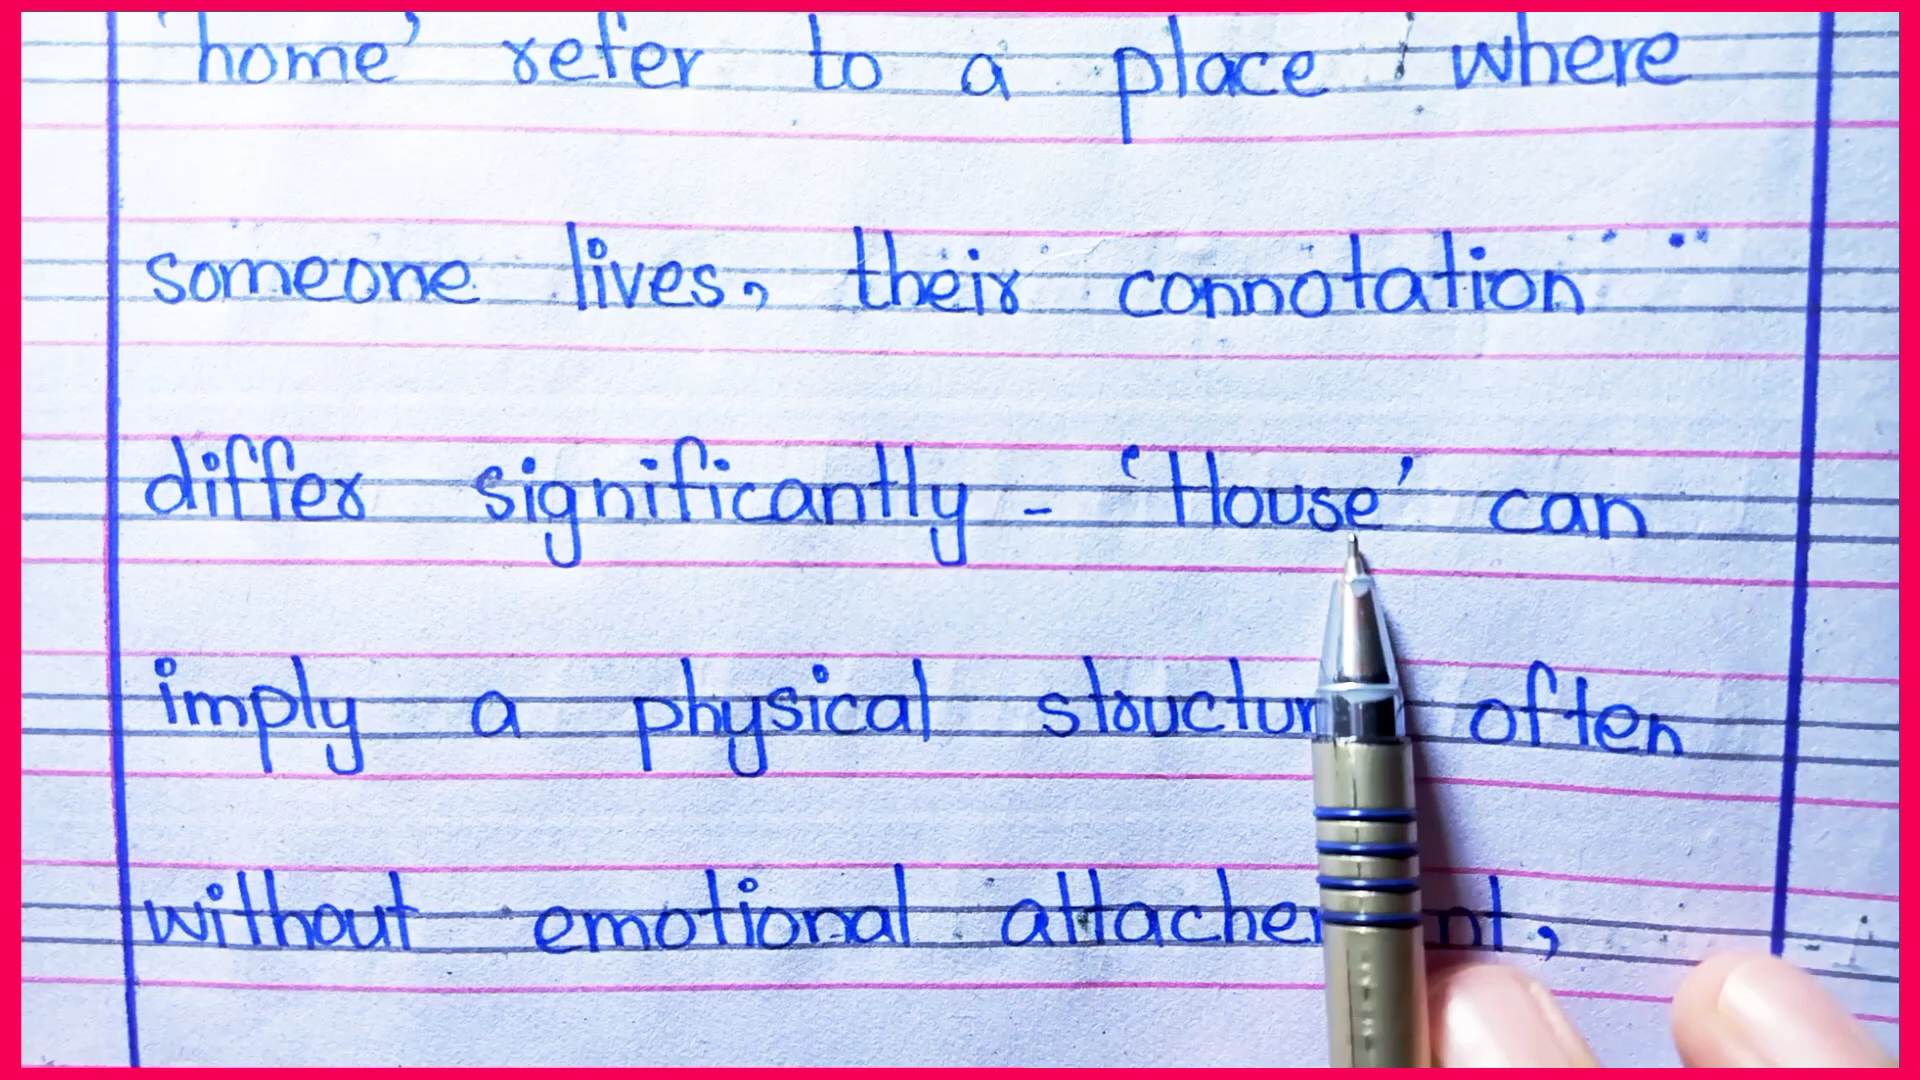 'home' refer to a place where
someone lives, their connotation
differ significantly - 'House' can
imply a physical structur often
without emotional attache nt,